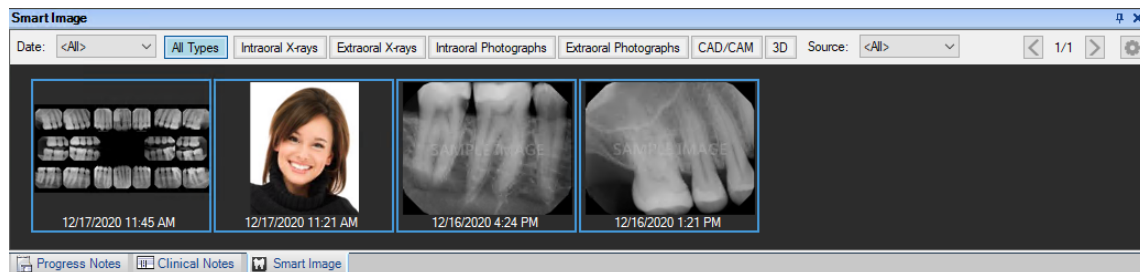 Smart Image
Date: <All> All Types Intraoral X-rays Extraoral X-rays Intraoral Photographs Extraoral Photographs CAD/CAM 3D Source: <All> 1/1
SAMPLE IMAGE SAMPLE IMAGE
12/17/2020 11:45 AM 12/17/2020 11:21 AM 12/16/2020 4:24 PM 12/16/2020 1:21 PM
Progress Notes Clinical Notes Smart Image